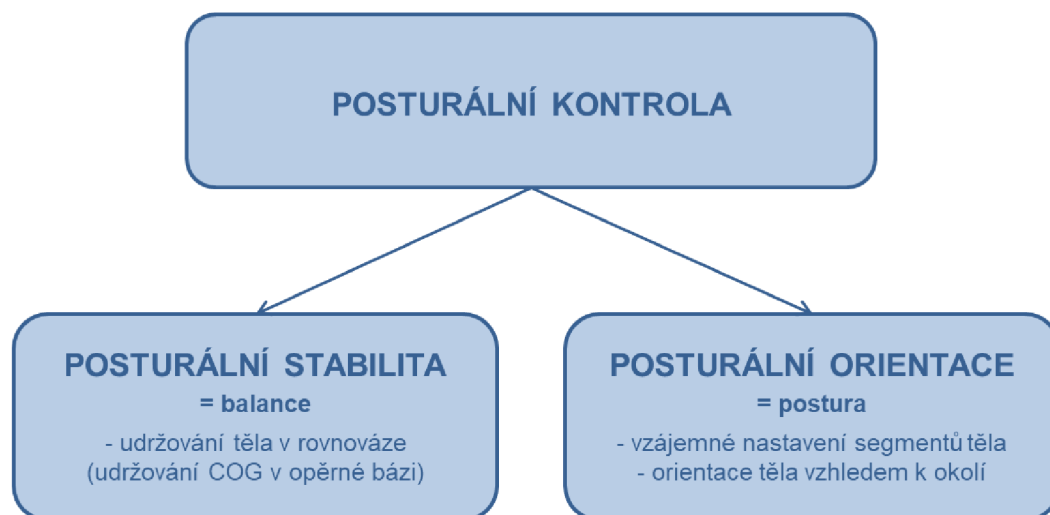 POSTURÁLNÍ KONTROLA
POSTURÁLNÍ STABILITA
= balance
- udržování těla v rovnováze
(udržování COG v opěrné bázi)
POSTURÁLNÍ ORIENTACE
= postura
- vzájemné nastavení segmentů těla
- orientace těla vzhledem k okolí